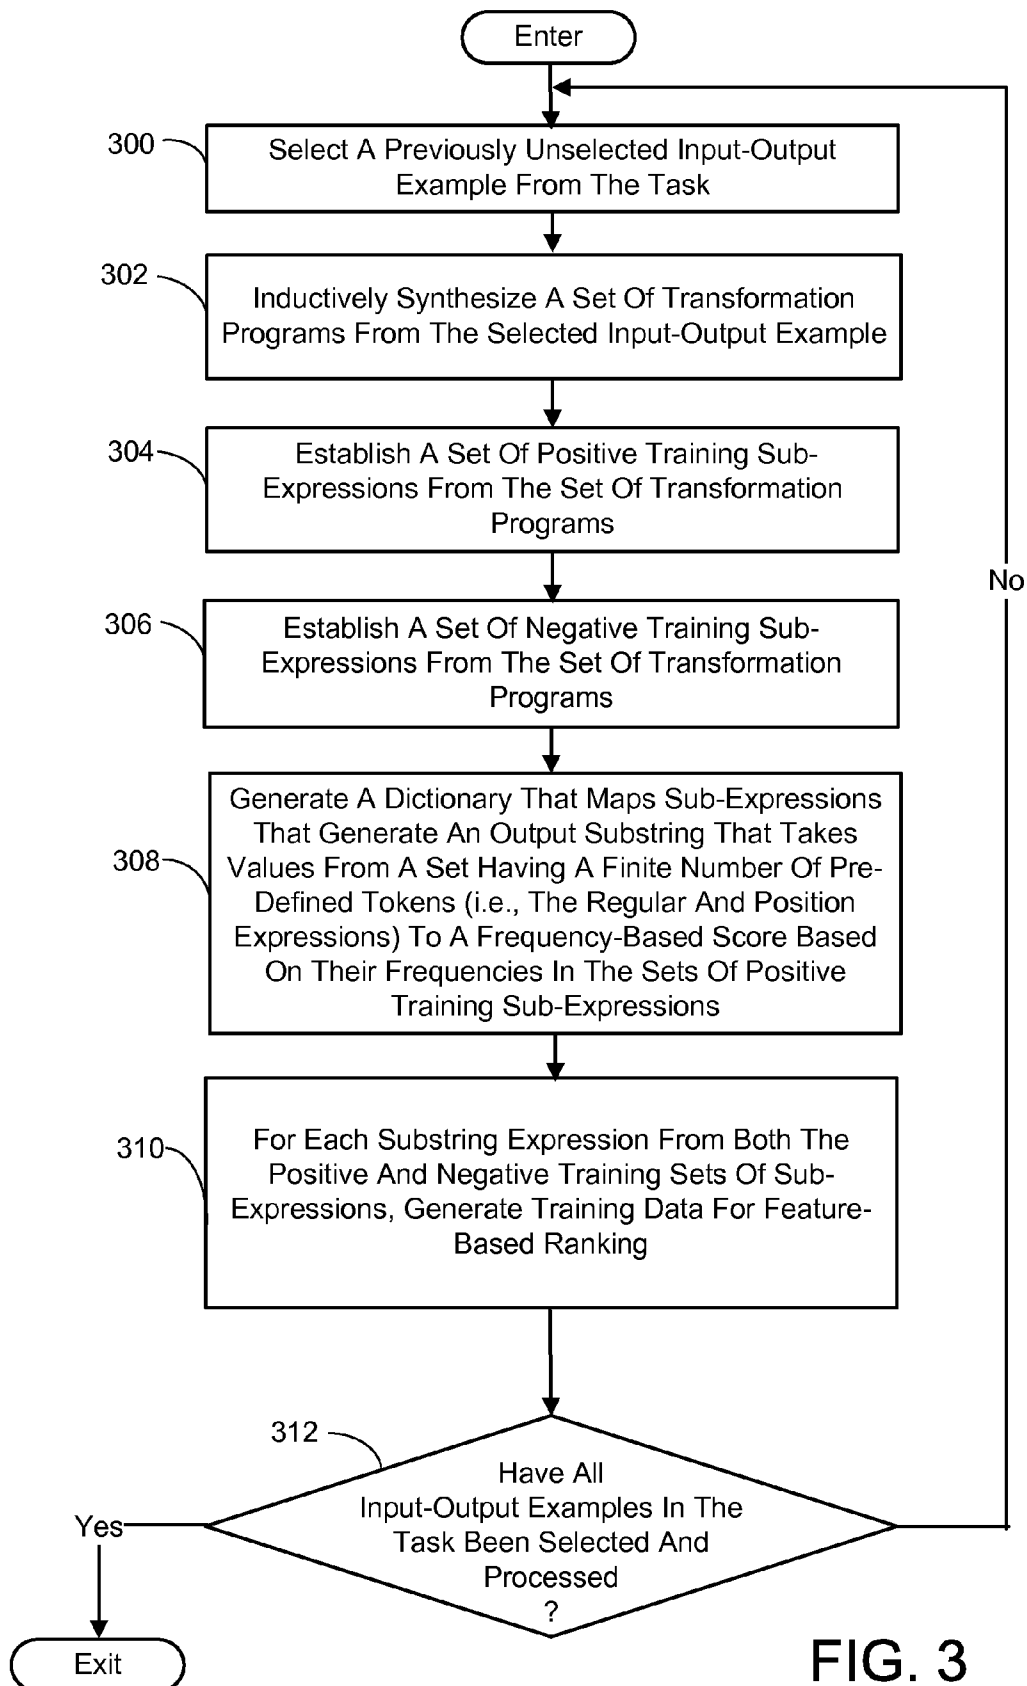 Enter
300
Select A Previously Unselected Input-Output
Example From The Task
302
Inductively Synthesize A Set Of Transformation
Programs From The Selected Input-Output Example
304
Establish A Set Of Positive Training Sub-
Expressions From The Set Of Transformation
Programs
No
306
Establish A Set Of Negative Training Sub-
Expressions From The Set Of Transformation
Programs
308
Generate A Dictionary That Maps Sub-Expressions
That Generate An Output Substring That Takes
Values From A Set Having A Finite Number Of Pre-
Defined Tokens (i.e., The Regular And Position
Expressions) To A Frequency-Based Score Based
On Their Frequencies In The Sets Of Positive
Training Sub-Expressions
310
For Each Substring Expression From Both The
Positive And Negative Training Sets Of Sub-
Expressions, Generate Training Data For Feature-
Based Ranking
312
Have All
Input-Output Examples In The
Task Been Selected And
Processed
?
Yes
Exit
FIG. 3